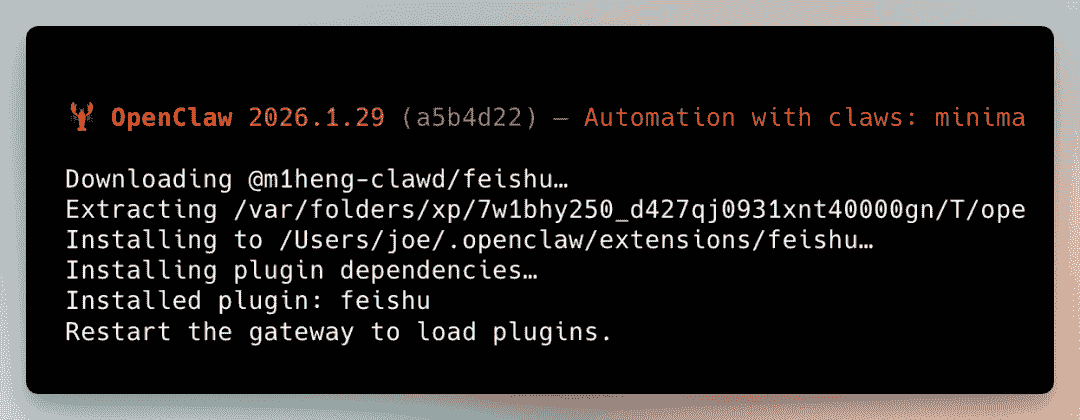 🦞 OpenClaw 2026.1.29 (a5b4d22) — Automation with claws: minima
Downloading @m1heng-clawd/feishu…
Extracting /var/folders/xp/7w1bhy250_d427qj0931xnt40000gn/T/ope
Installing to /Users/joe/.openclaw/extensions/feishu…
Installing plugin dependencies…
Installed plugin: feishu
Restart the gateway to load plugins.